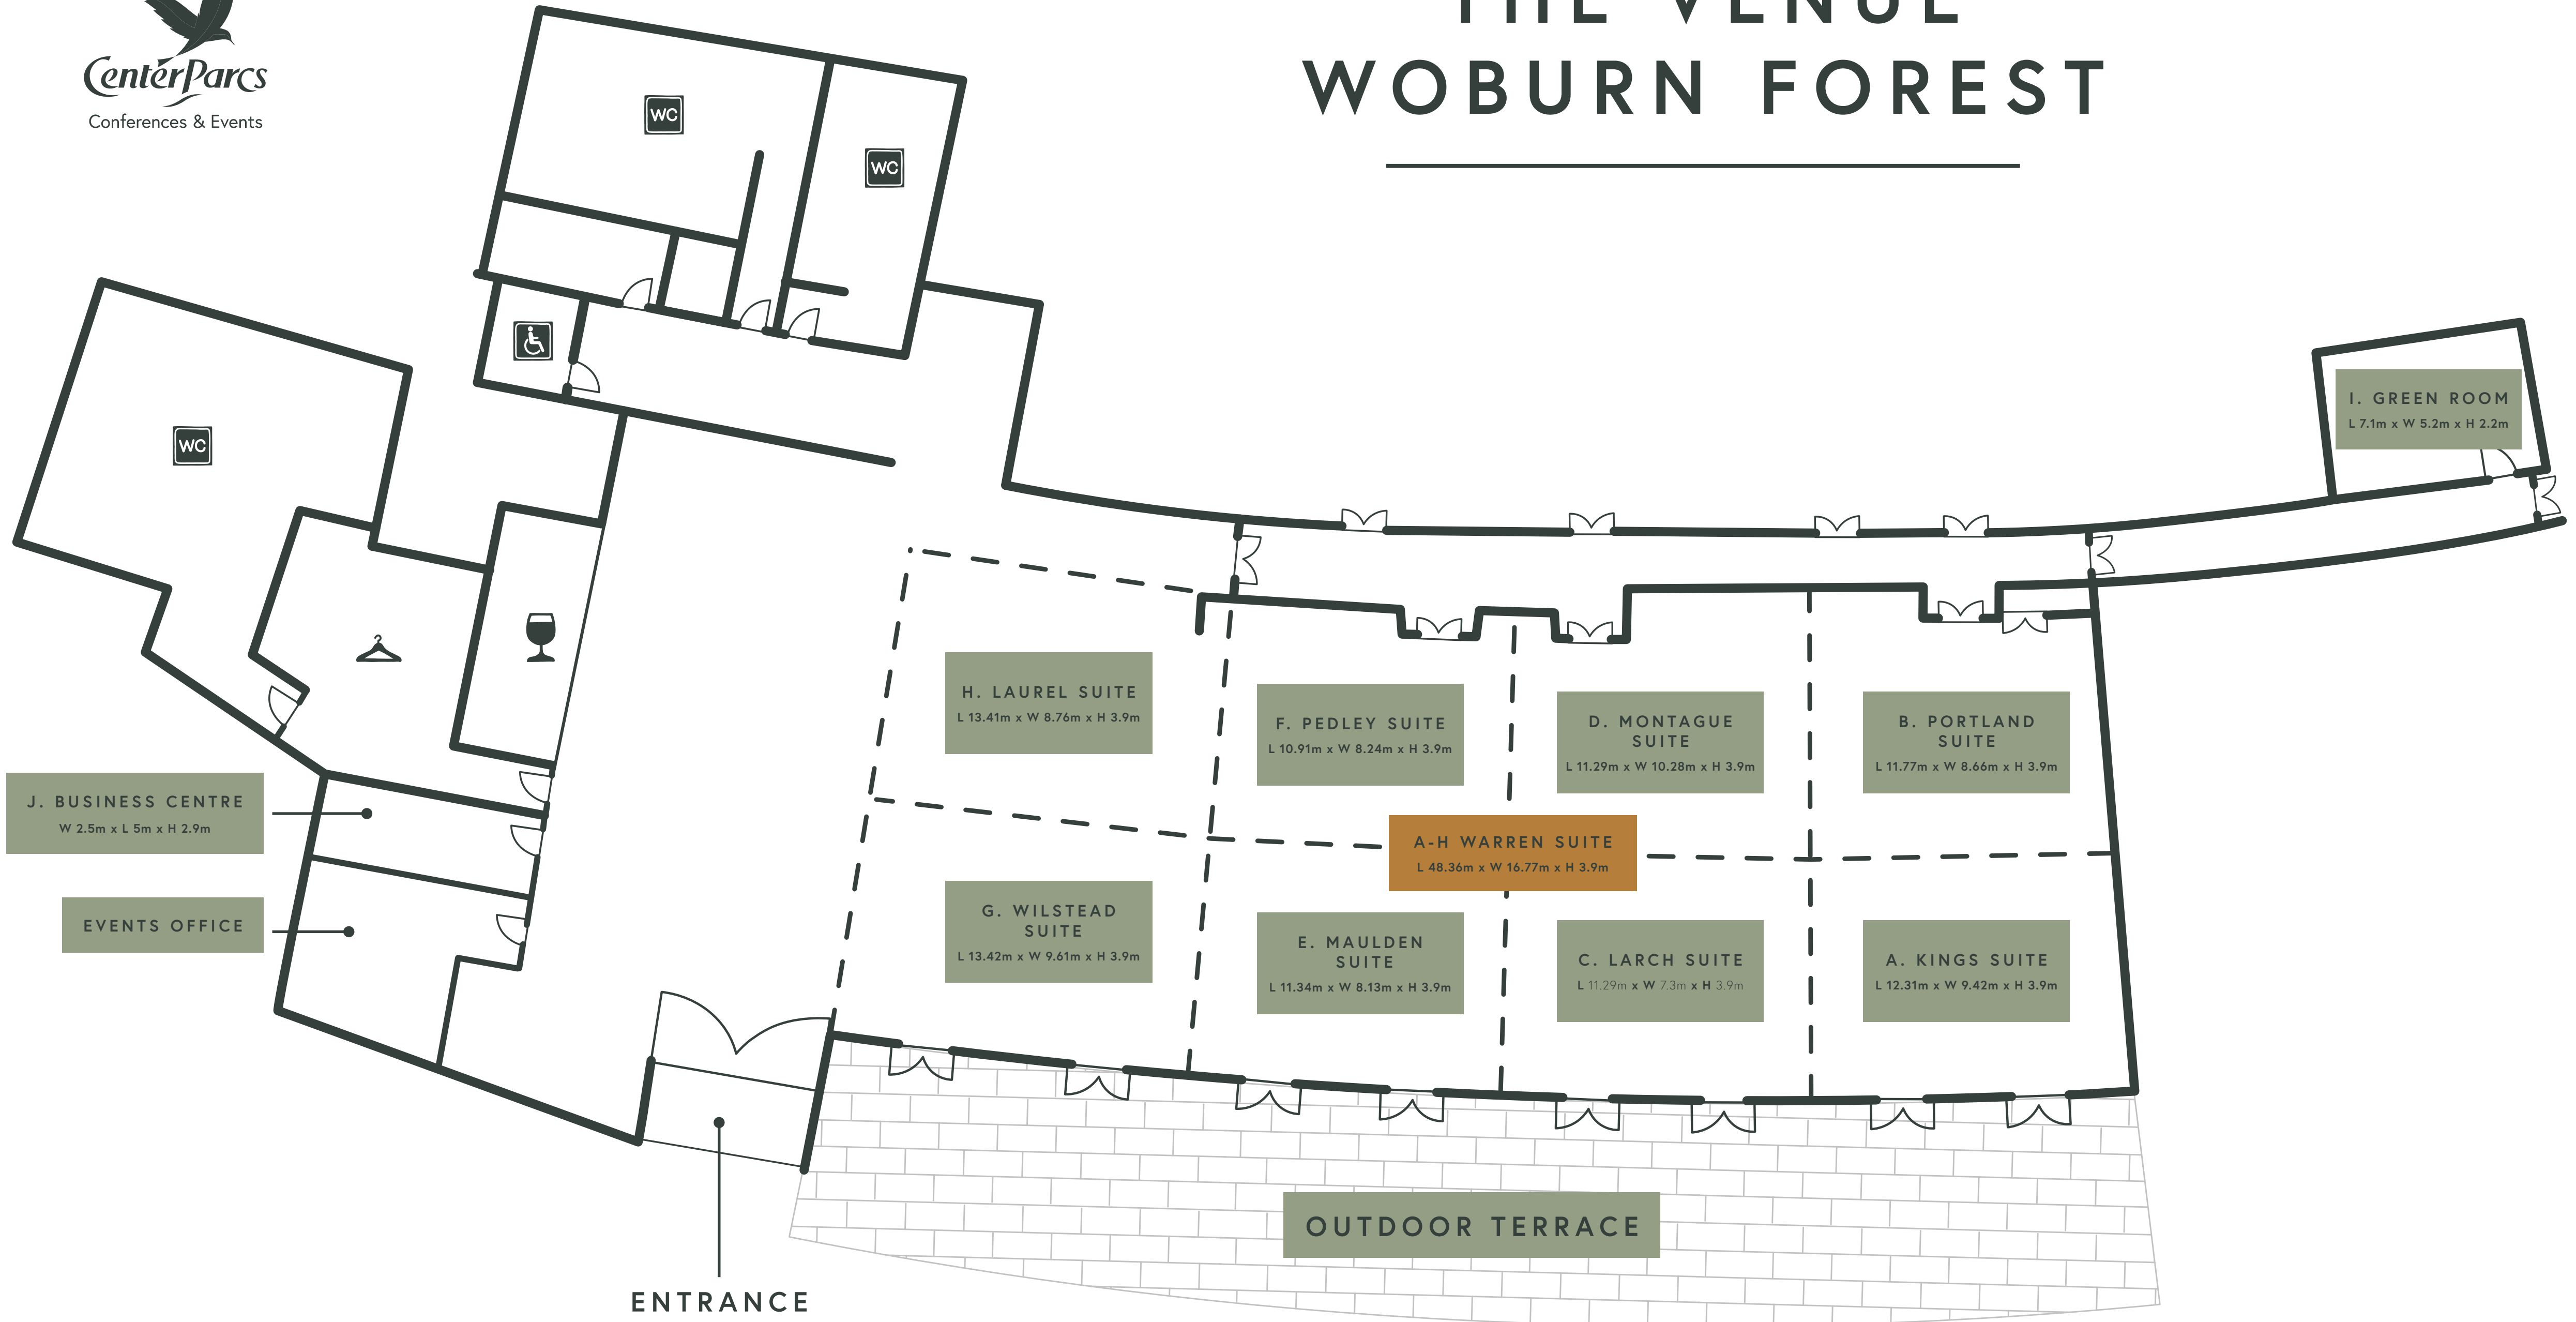 THE VENUE
WOBURN FOREST
CenterParcs
Conferences & Events
WC
WC
WC
I. GREEN ROOM
L 7.1m x W 5.2m x H 2.2m
H. LAUREL SUITE
L 13.41m x W 8.76m x H 3.9m
F. PEDLEY SUITE
L 10.91m x W 8.24m x H 3.9m
D. MONTAGUE
SUITE
L 11.29m x W 10.28m x H 3.9m
B. PORTLAND
SUITE
L 11.77m x W 8.66m x H 3.9m
J. BUSINESS CENTRE
W 2.5m x L 5m x H 2.9m
A-H WARREN SUITE
L 48.36m x W 16.77m x H 3.9m
EVENTS OFFICE
G. WILSTEAD
SUITE
L 13.42m x W 9.61m x H 3.9m
E. MAULDEN
SUITE
L 11.34m x W 8.13m x H 3.9m
C. LARCH SUITE
L 11.29m x W 7.3m x H 3.9m
A. KINGS SUITE
L 12.31m x W 9.42m x H 3.9m
OUTDOOR TERRACE
ENTRANCE